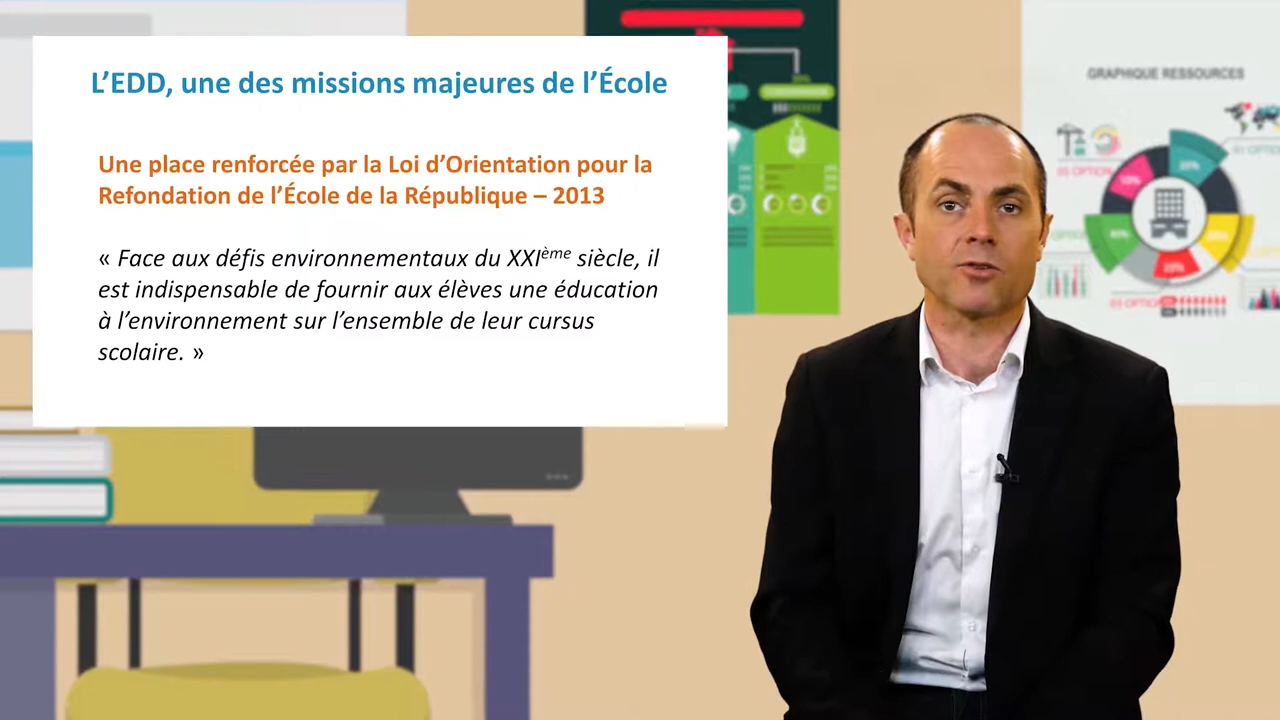 L’EDD, une des missions majeures de l’École
Une place renforcée par la Loi d’Orientation pour la
Refondation de l’École de la République – 2013
« Face aux défis environnementaux du XXIème siècle, il
est indispensable de fournir aux élèves une éducation
à l’environnement sur l’ensemble de leur cursus
scolaire. »
GRAPHIQUE RESSOURCES